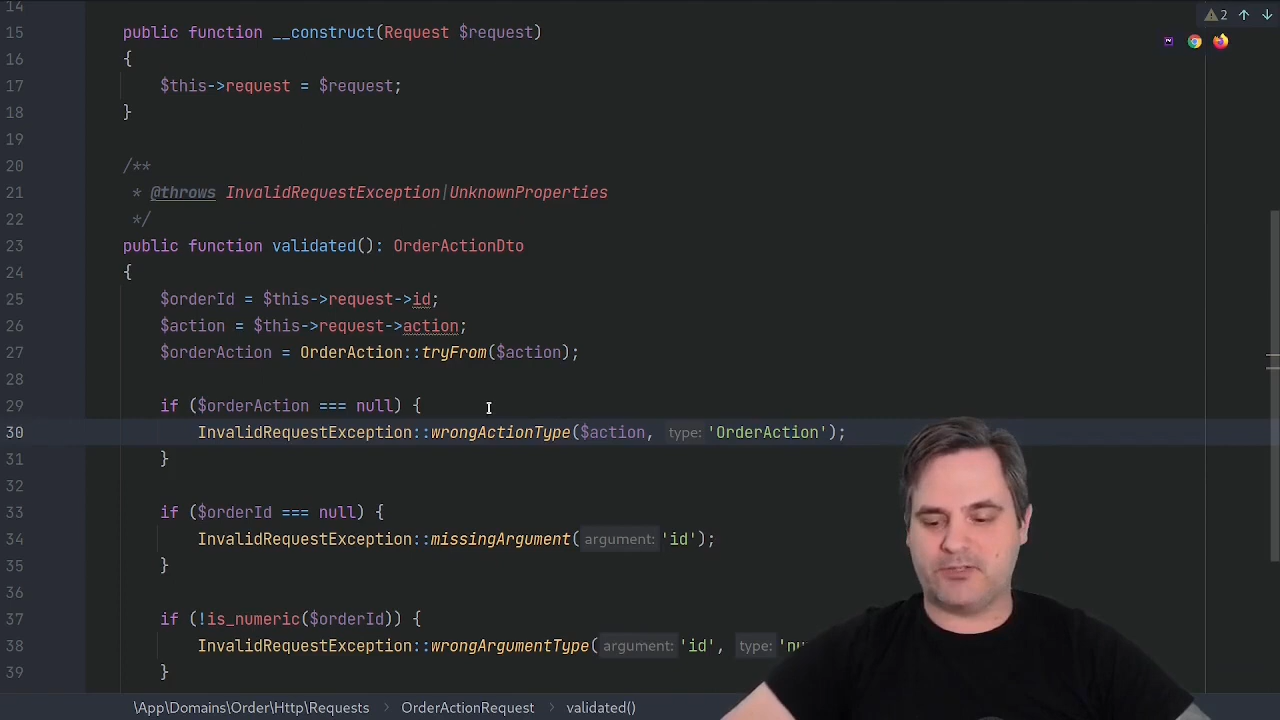 14
2
15 public function __construct(Request $request)
16 {
17 $this->request = $request;
18 }
19
20 /**
21 * @throws InvalidRequestException|UnknownProperties
22 */
23 public function validated(): OrderActionDto
24 {
25 $orderId = $this->request->id;
26 $action = $this->request->action;
27 $orderAction = OrderAction::tryFrom($action);
28
29 if ($orderAction === null) {
30 InvalidRequestException::wrongActionType($action, type: 'OrderAction');
31 }
32
33 if ($orderId === null) {
34 InvalidRequestException::missingArgument(argument: 'id');
35 }
36
37 if (!is_numeric($orderId)) {
38 InvalidRequestException::wrongArgumentType(argument: 'id', type:
39 }
\App\Domains\Order\Http\Requests > OrderActionRequest > validated()